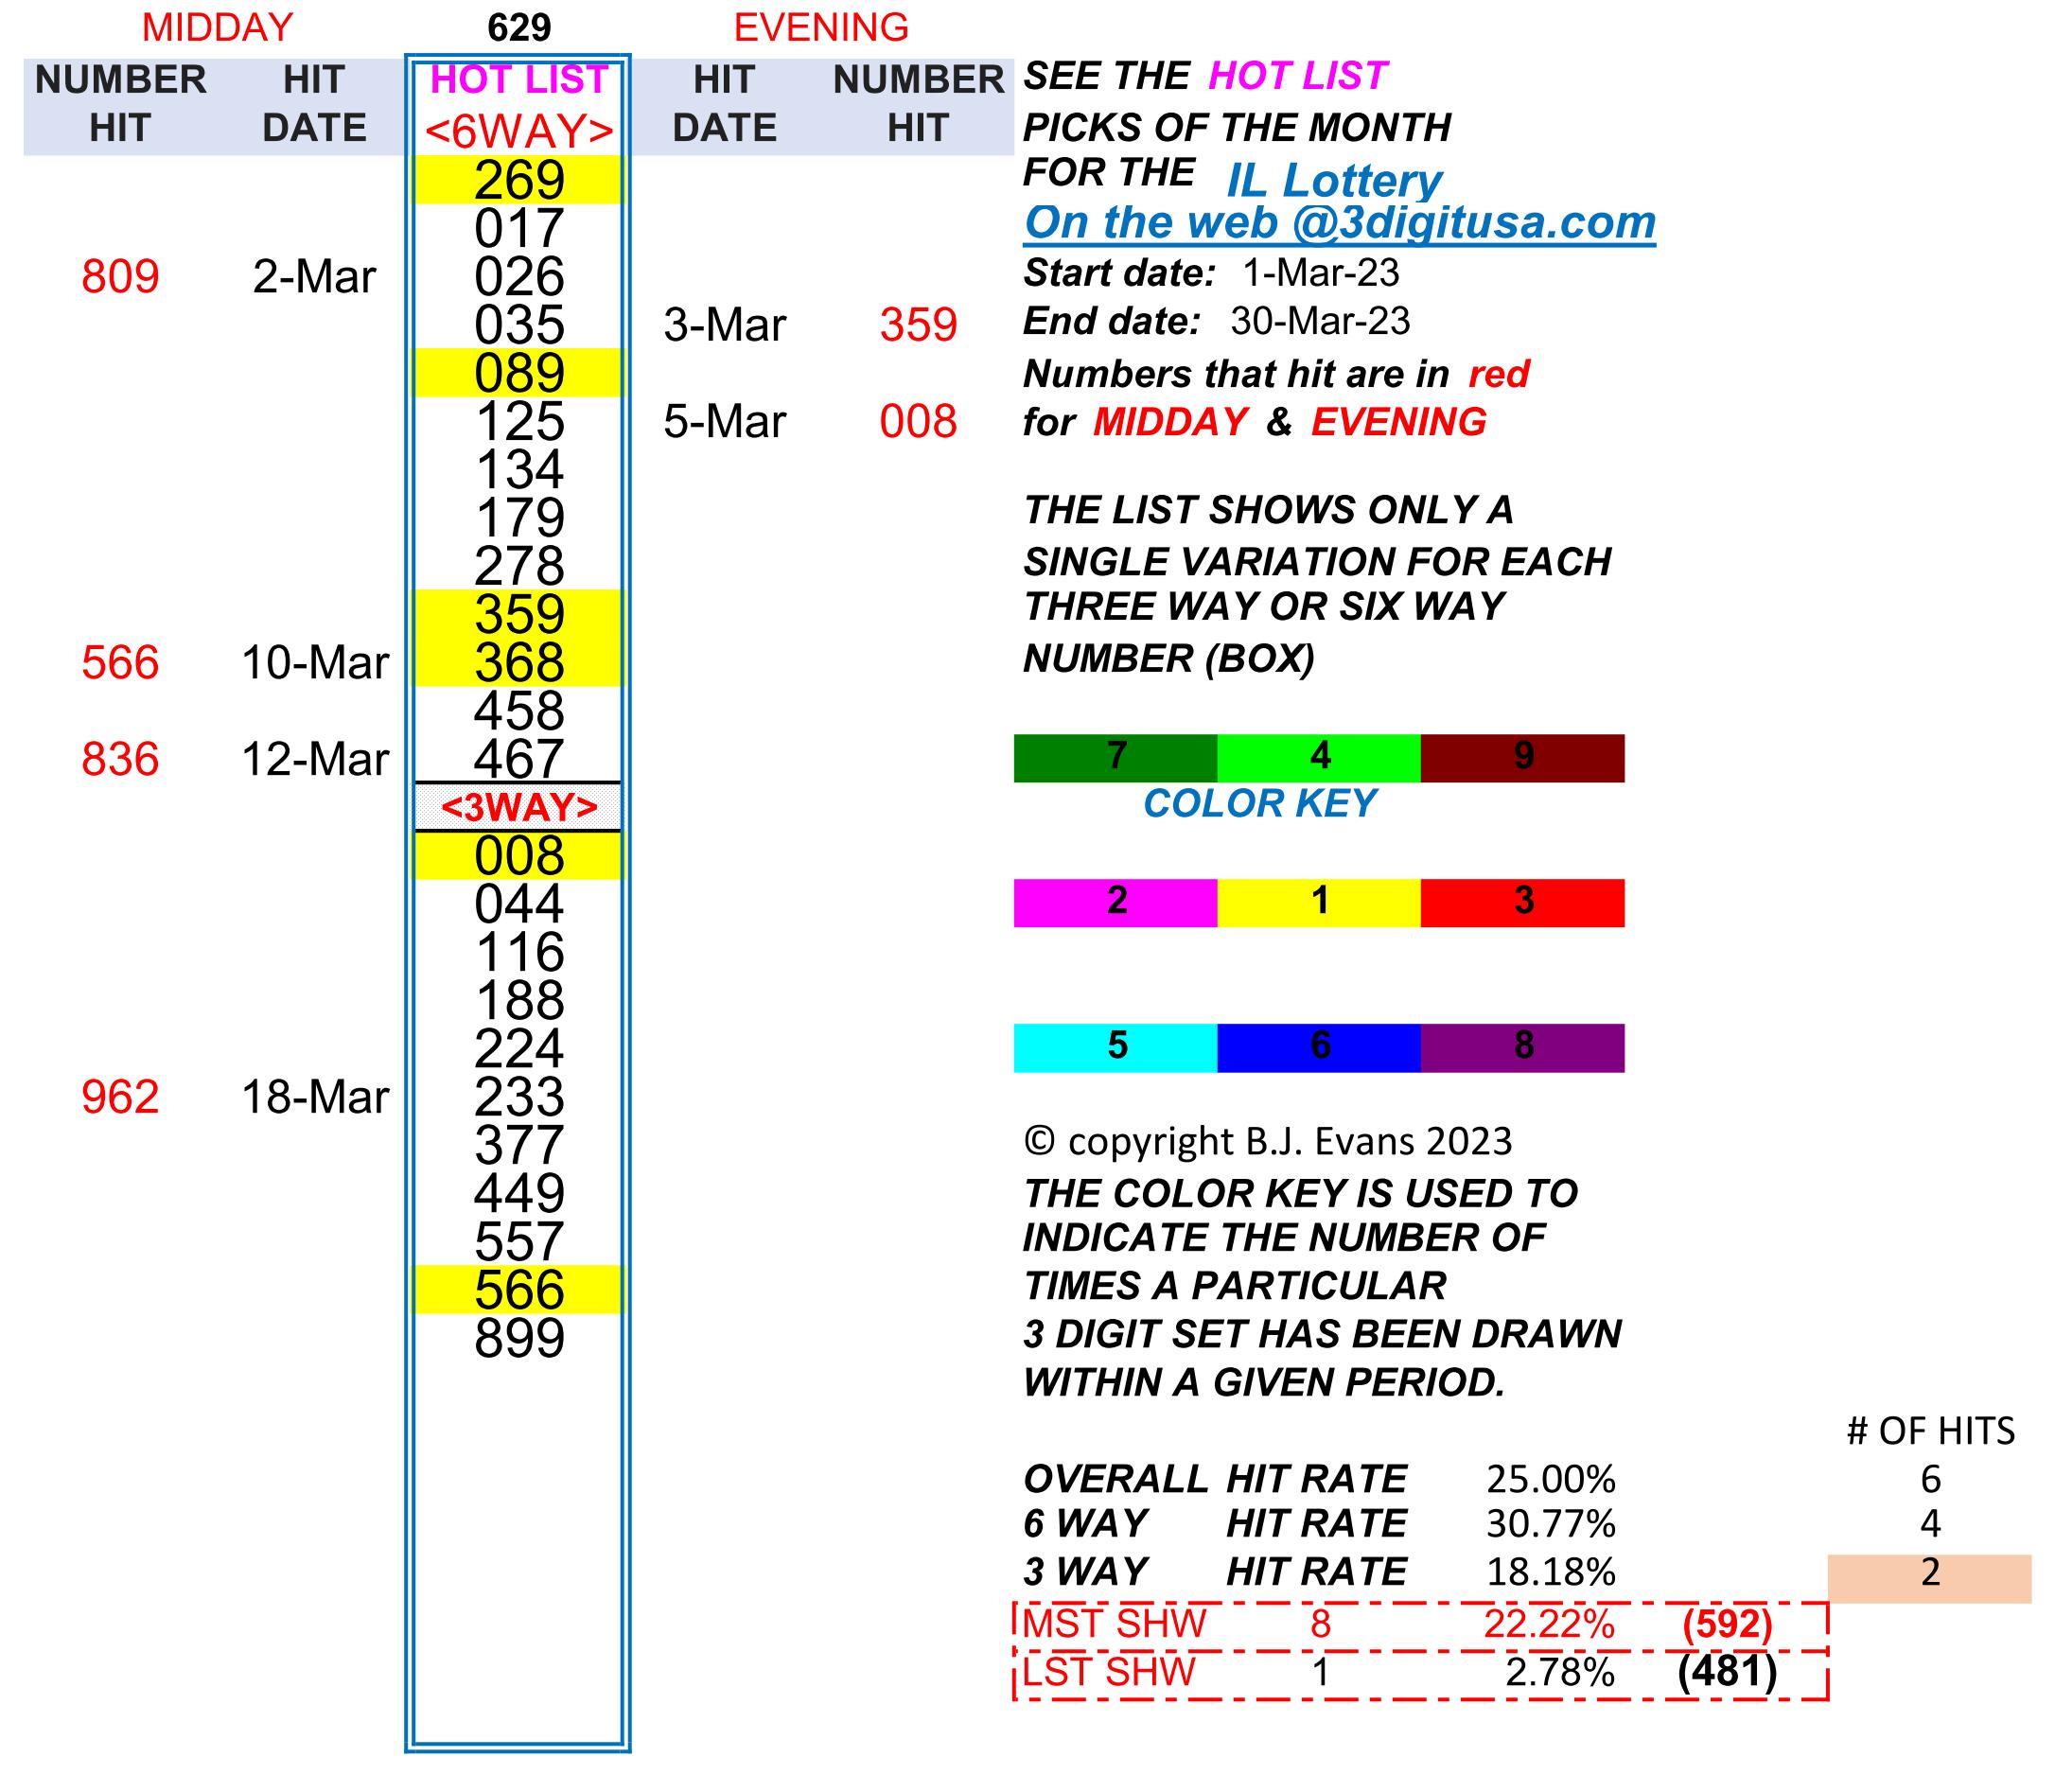 MIDDAY 629 EVENING
NUMBER HIT HOT LIST HIT NUMBER
HIT DATE <6WAY> DATE HIT
269
017
809 2-Mar 026
035 3-Mar 359
089
125 5-Mar 008
134
179
278
359
566 10-Mar 368
458
836 12-Mar 467
<3WAY>
008
044
116
188
224
962 18-Mar 233
377
449
557
566
899
SEE THE HOT LIST
PICKS OF THE MONTH
FOR THE IL Lottery
On the web @3digitusa.com
Start date: 1-Mar-23
End date: 30-Mar-23
Numbers that hit are in red
for MIDDAY & EVENING
THE LIST SHOWS ONLY A
SINGLE VARIATION FOR EACH
THREE WAY OR SIX WAY
NUMBER (BOX)
7 4 9
COLOR KEY
2 1 3
5 6 8
© copyright B.J. Evans 2023
THE COLOR KEY IS USED TO
INDICATE THE NUMBER OF
TIMES A PARTICULAR
3 DIGIT SET HAS BEEN DRAWN
WITHIN A GIVEN PERIOD.
# OF HITS
OVERALL HIT RATE 25.00% 6
6 WAY HIT RATE 30.77% 4
3 WAY HIT RATE 18.18% 2
MST SHW 8 22.22% (592)
LST SHW 1 2.78% (481)